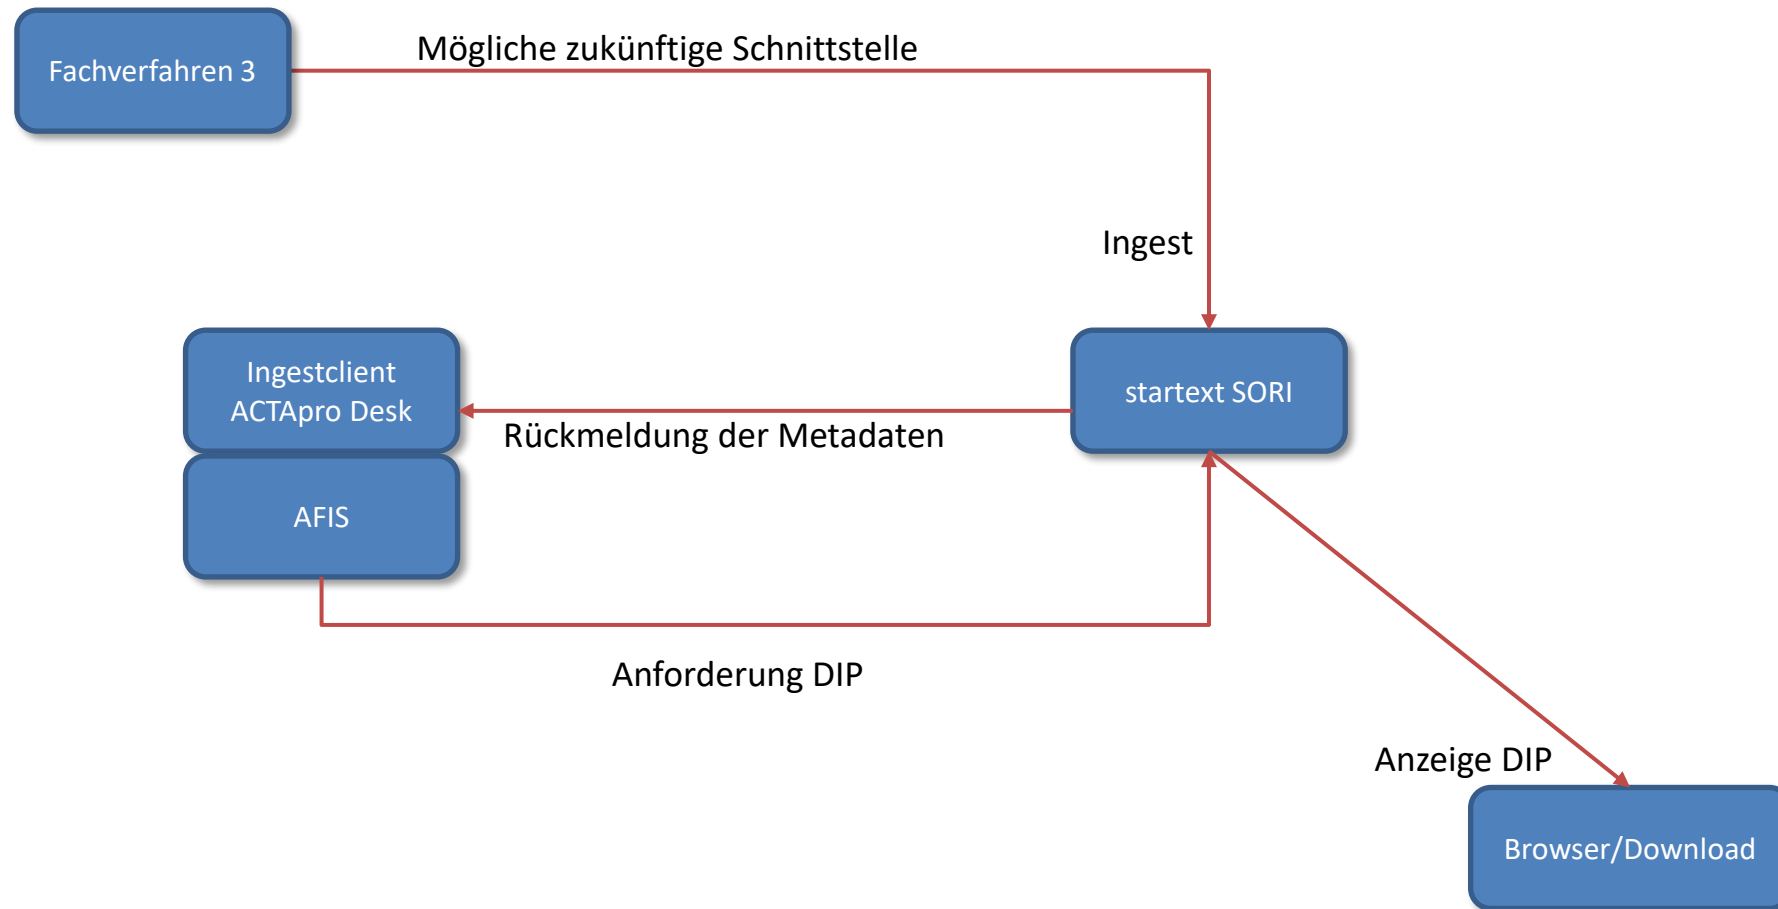 Mögliche zukünftige Schnittstelle
Fachverfahren 3
Ingest
Ingestclient
ACTApro Desk
startext SORI
Rückmeldung der Metadaten
AFIS
Anforderung DIP
Anzeige DIP
Browser/Download